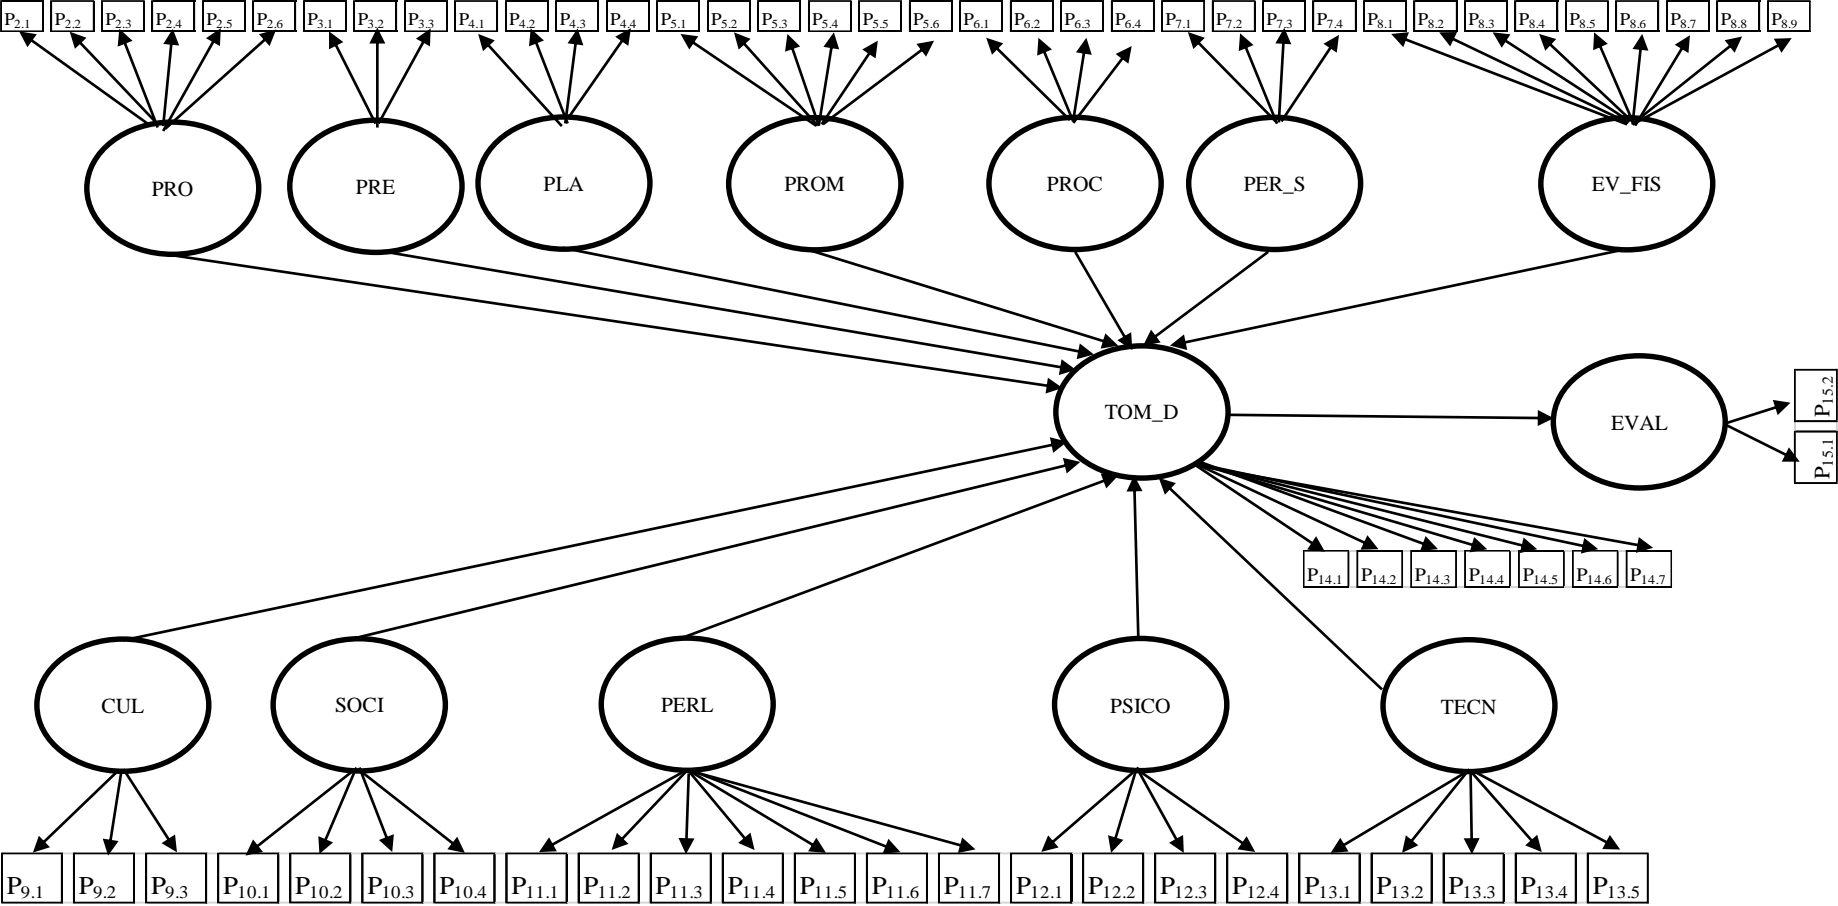 P2.1 P2.2 P2.3 P2.4 P2.5 P2.6 P3.1 P3.2 P3.3 P4.1 P4.2 P4.3 P4.4 P5.1 P5.2 P5.3 P5.4 P5.5 P5.6 P6.1 P6.2 P6.3 P6.4 P7.1 P7.2 P7.3 P7.4 P8.1 P8.2 P8.3 P8.4 P8.5 P8.6 P8.7 P8.8 P8.9
PRO PRE PLA PROM PROC PER_S EV_FIS
TOM_D EVAL
P15.2
P15.1
P14.1 P14.2 P14.3 P14.4 P14.5 P14.6 P14.7
CUL SOCI PERL PSICO TECN
P9.1 P9.2 P9.3 P10.1 P10.2 P10.3 P10.4 P11.1 P11.2 P11.3 P11.4 P11.5 P11.6 P11.7 P12.1 P12.2 P12.3 P12.4 P13.1 P13.2 P13.3 P13.4 P13.5